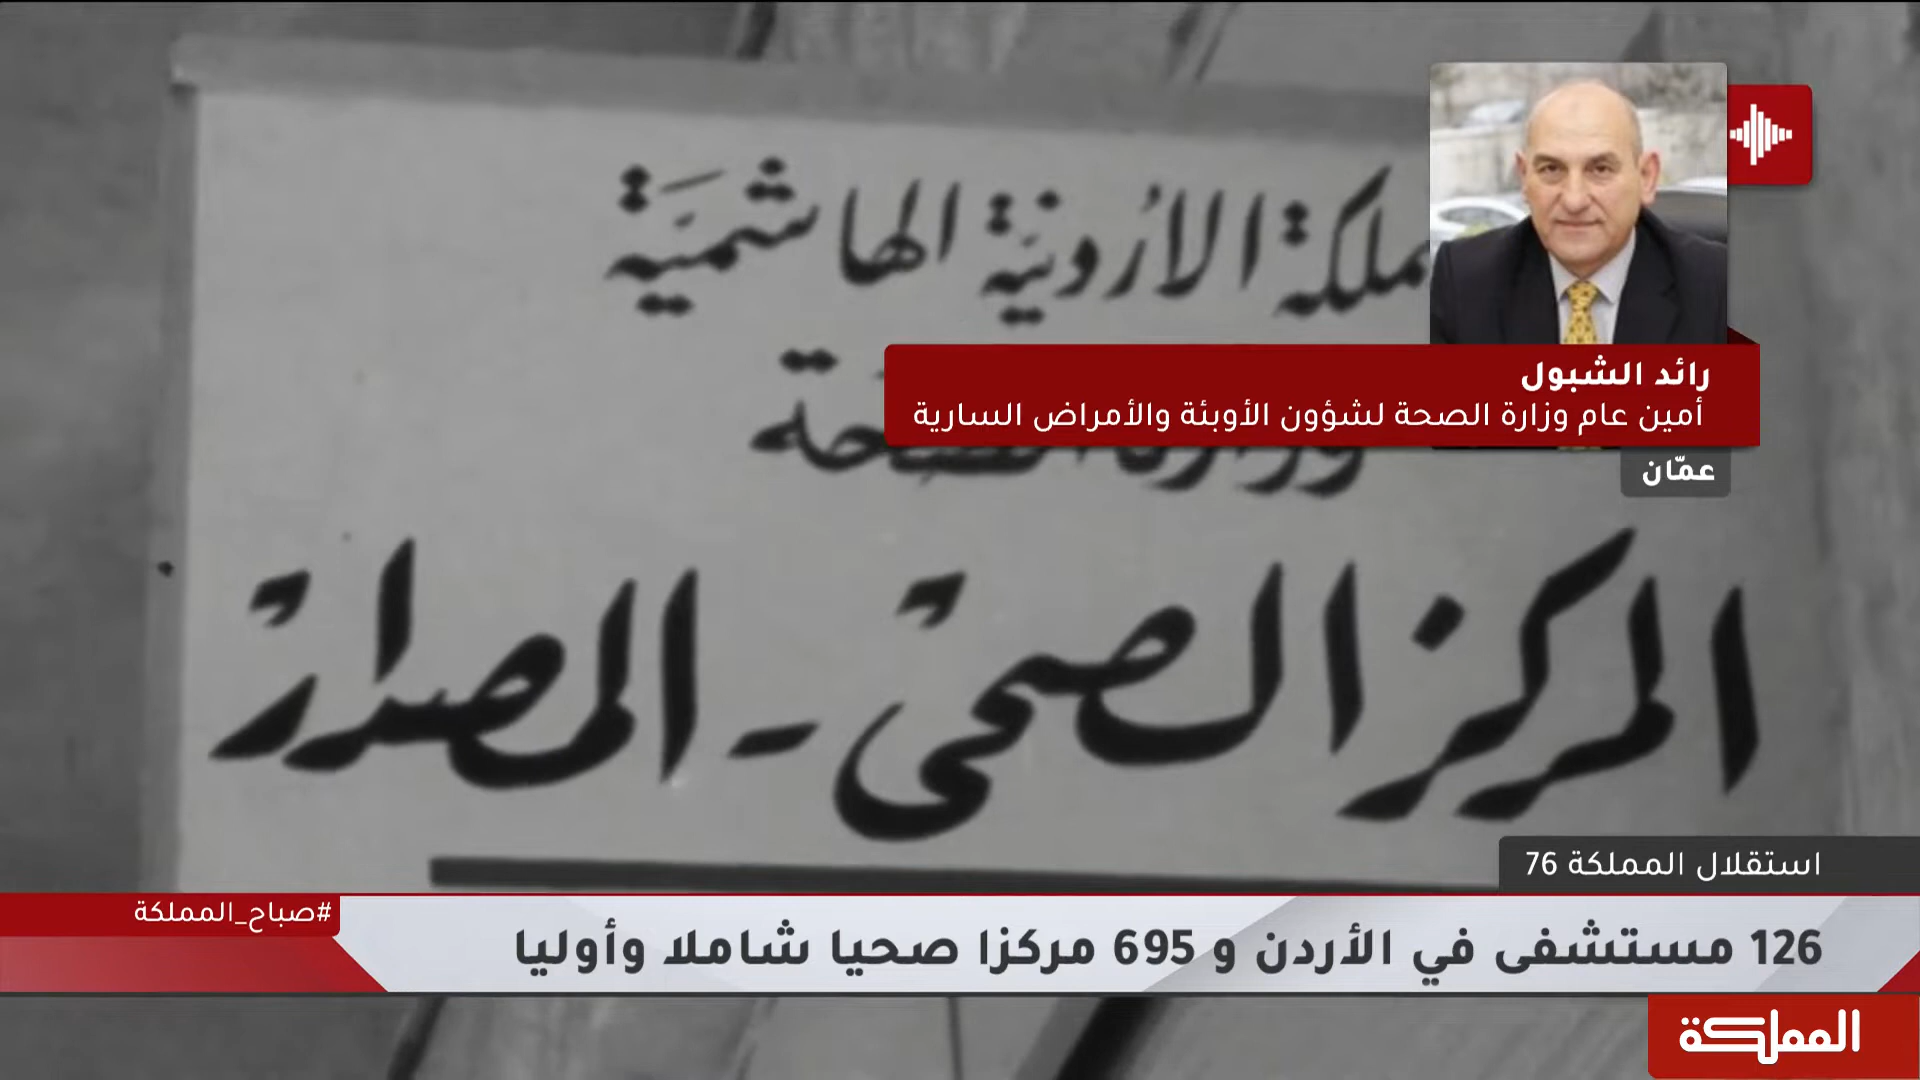 مملكة الأردنية الهاشمية
رائد الشبول
أمين عام وزارة الصحة لشؤون الأوبئة والأمراض السارية
عمّان
المركز الصحي - المصدار
استقلال المملكة 76
#صباح_المملكة
126 مستشفى في الأردن و 695 مركزا صحيا شاملا وأوليا
المملكة